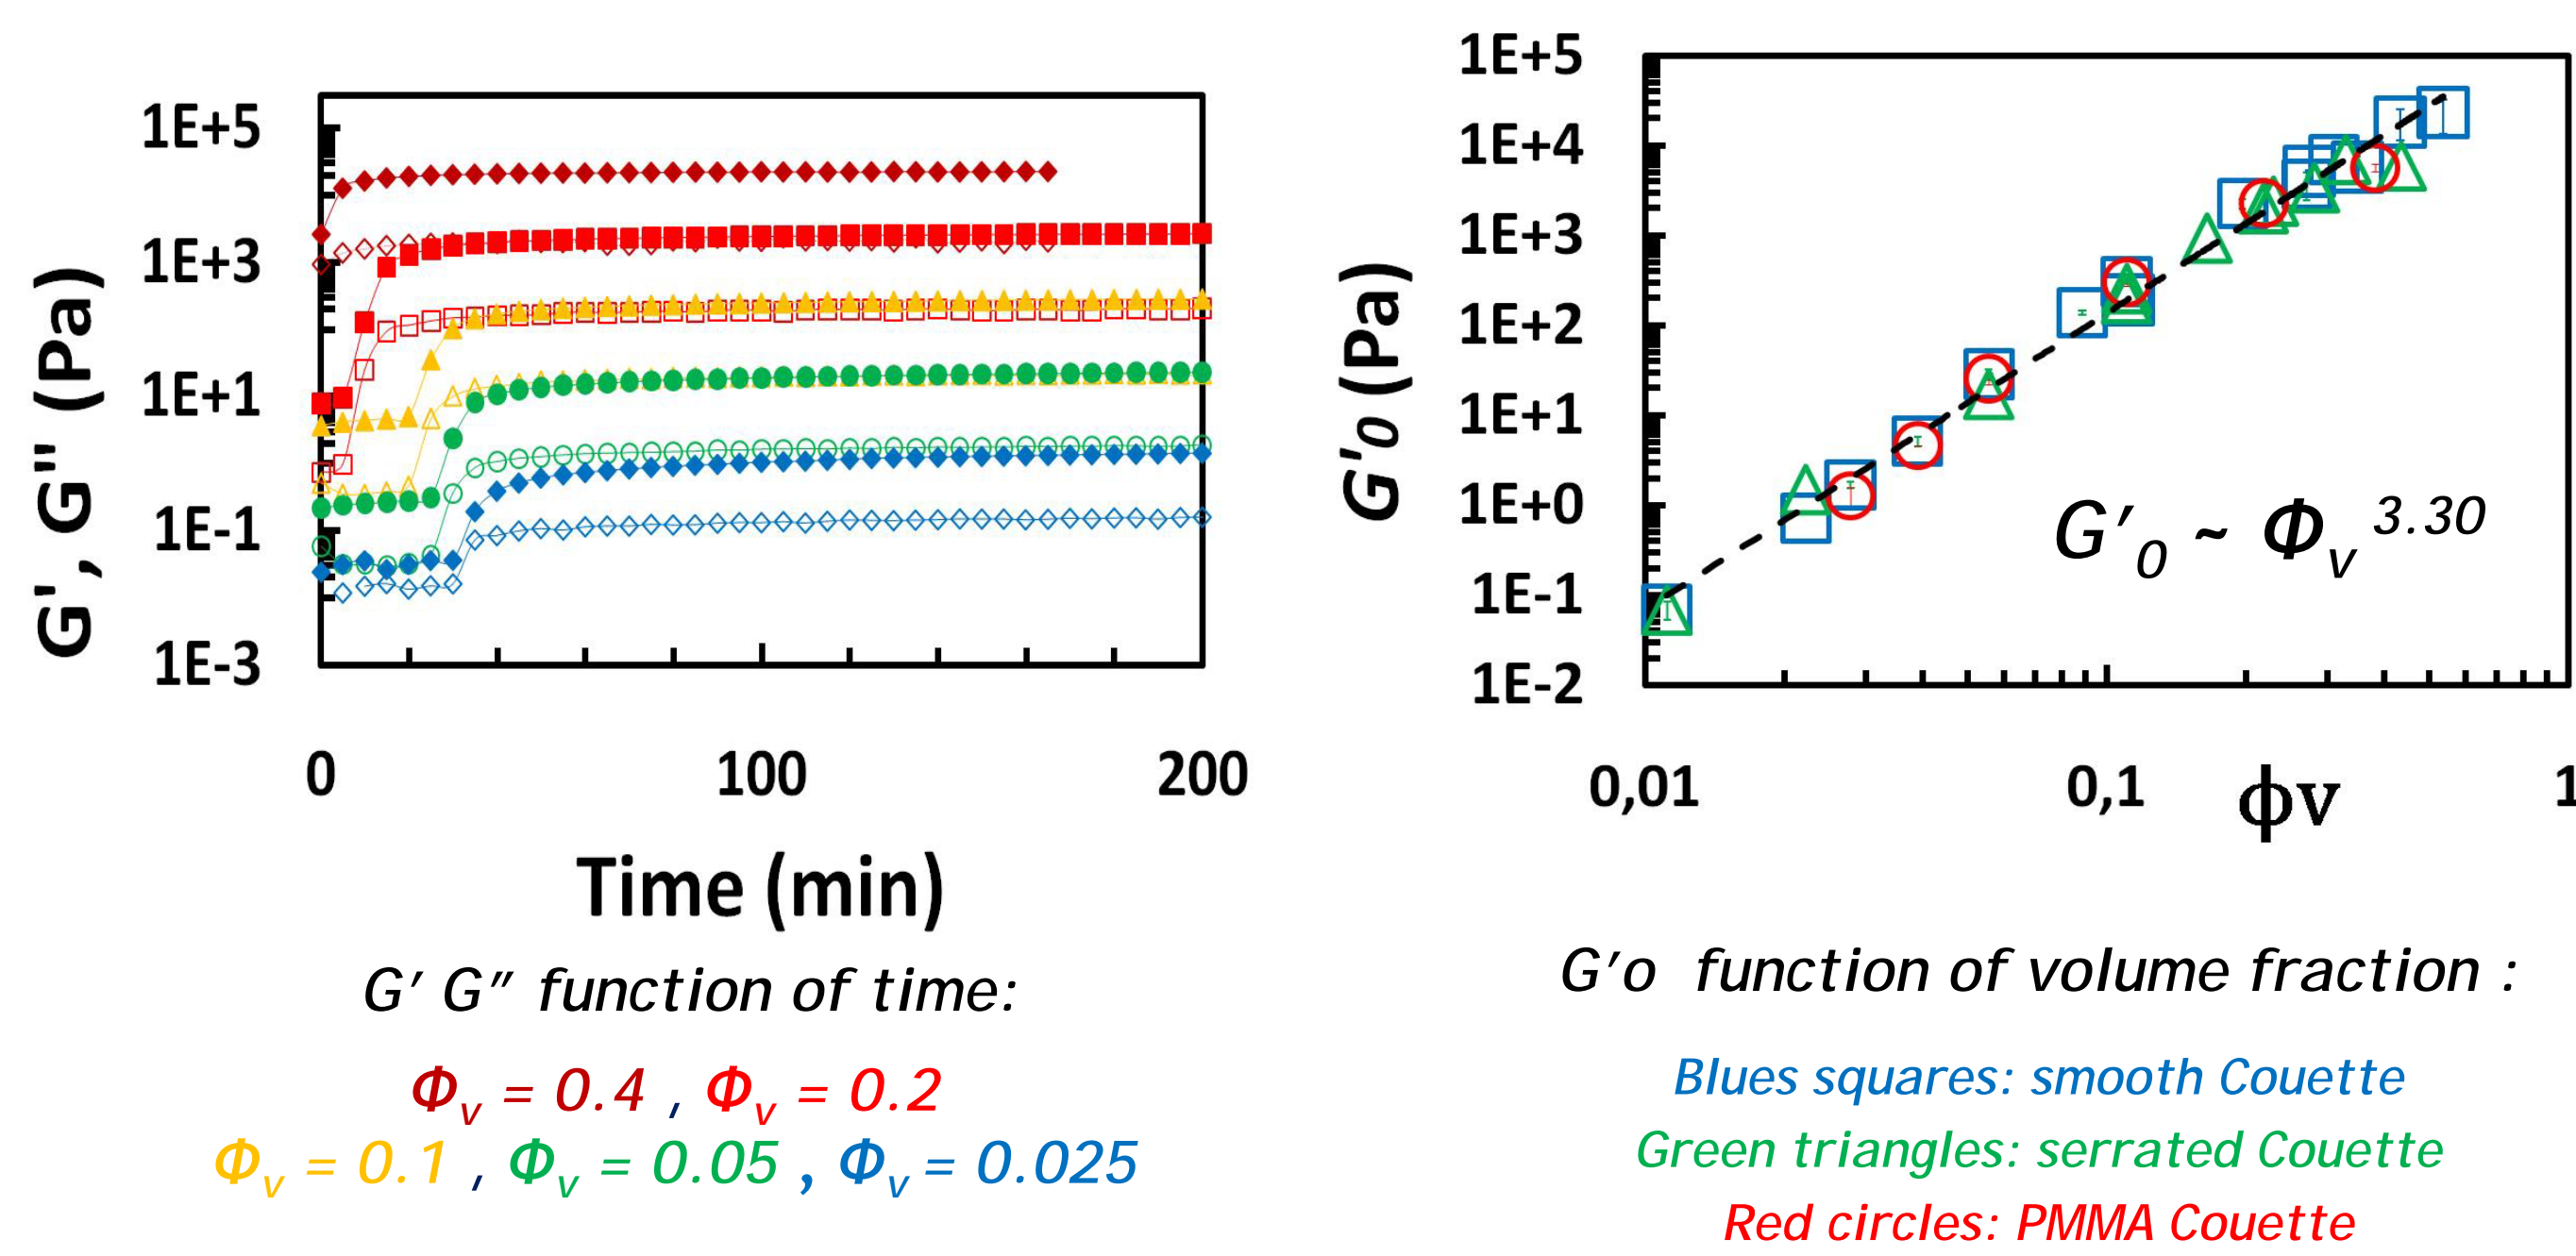 G', G" (Pa)
1E+5
1E+3
1E+1
1E-1
1E-3
0 100 200
Time (min)
G' G" function of time:
Φv = 0.4 , Φv = 0.2
Φv = 0.1 , Φv = 0.05 , Φv = 0.025
G'0 (Pa)
1E+5
1E+4
1E+3
1E+2
1E+1
1E+0
1E-1
1E-2
G'0 ~ Φv 3.30
0,01 0,1 ϕv 1
G'o function of volume fraction :
Blues squares: smooth Couette
Green triangles: serrated Couette
Red circles: PMMA Couette